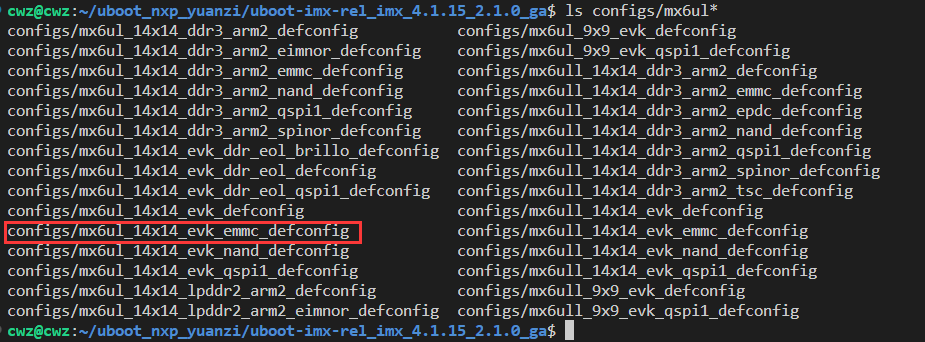 cwz@cwz:~/uboot_nxp_yuanzi/uboot-imx-rel_imx_4.1.15_2.1.0_ga$ ls configs/mx6ul*
configs/mx6ul_14x14_ddr3_arm2_defconfig configs/mx6ul_9x9_evk_defconfig
configs/mx6ul_14x14_ddr3_arm2_eimnor_defconfig configs/mx6ul_9x9_evk_qspi1_defconfig
configs/mx6ul_14x14_ddr3_arm2_emmc_defconfig configs/mx6ull_14x14_ddr3_arm2_defconfig
configs/mx6ul_14x14_ddr3_arm2_nand_defconfig configs/mx6ull_14x14_ddr3_arm2_emmc_defconfig
configs/mx6ul_14x14_ddr3_arm2_qspi1_defconfig configs/mx6ull_14x14_ddr3_arm2_epdc_defconfig
configs/mx6ul_14x14_ddr3_arm2_spinor_defconfig configs/mx6ull_14x14_ddr3_arm2_nand_defconfig
configs/mx6ul_14x14_evk_ddr_eol_brillo_defconfig configs/mx6ull_14x14_ddr3_arm2_qspi1_defconfig
configs/mx6ul_14x14_evk_ddr_eol_defconfig configs/mx6ull_14x14_ddr3_arm2_spinor_defconfig
configs/mx6ul_14x14_evk_ddr_eol_qspi1_defconfig configs/mx6ull_14x14_ddr3_arm2_tsc_defconfig
configs/mx6ul_14x14_evk_defconfig configs/mx6ull_14x14_evk_defconfig
configs/mx6ul_14x14_evk_emmc_defconfig configs/mx6ull_14x14_evk_emmc_defconfig
configs/mx6ul_14x14_evk_nand_defconfig configs/mx6ull_14x14_evk_nand_defconfig
configs/mx6ul_14x14_evk_qspi1_defconfig configs/mx6ull_14x14_evk_qspi1_defconfig
configs/mx6ul_14x14_lpddr2_arm2_defconfig configs/mx6ull_9x9_evk_defconfig
configs/mx6ul_14x14_lpddr2_arm2_eimnor_defconfig configs/mx6ull_9x9_evk_qspi1_defconfig
cwz@cwz:~/uboot_nxp_yuanzi/uboot-imx-rel_imx_4.1.15_2.1.0_ga$